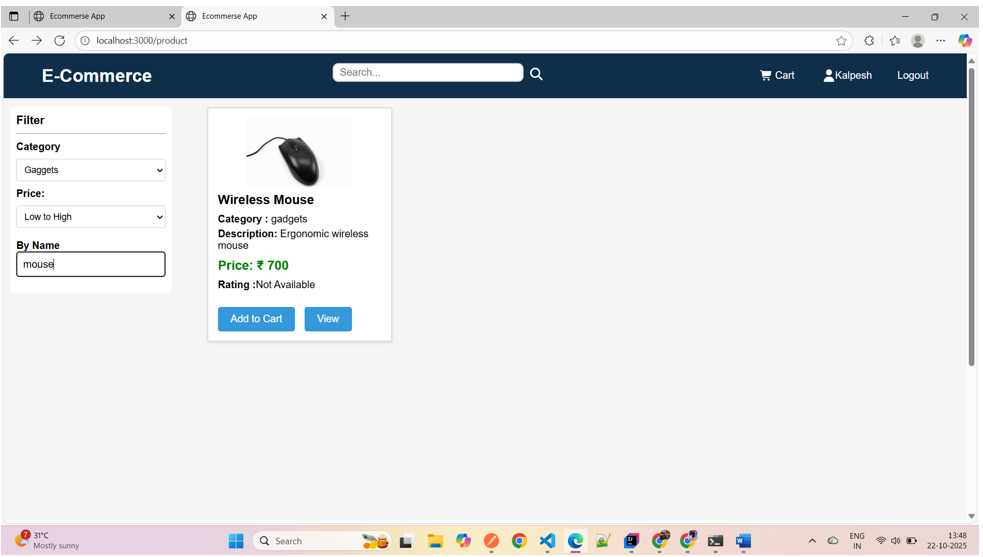 Ecommerse App
Ecommerse App
localhost:3000/product
E-Commerce
Search...
Cart
Kalpesh
Logout
Filter
Category
Gaggets
Price:
Low to High
By Name
mouse
Wireless Mouse
Category : gadgets
Description: Ergonomic wireless
mouse
Price: ₹ 700
Rating :Not Available
Add to Cart
View
7
31°C
Mostly sunny
Search
ENG
IN
13:48
22-10-2025